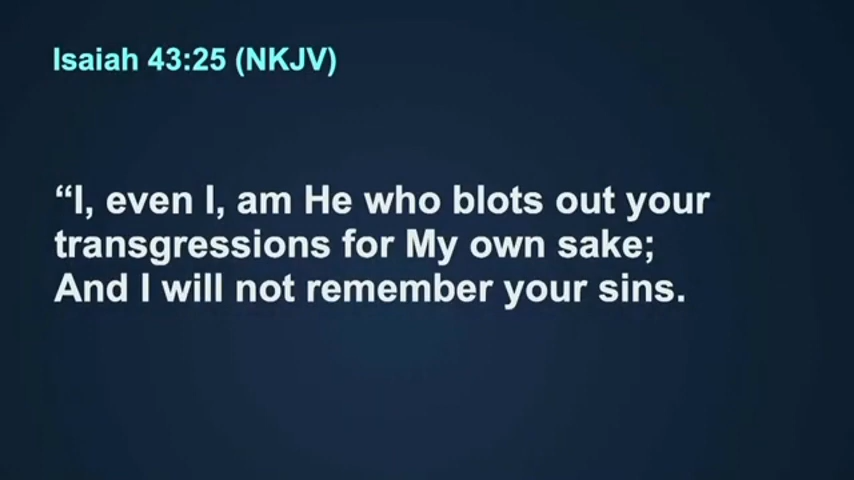 Isaiah 43:25 (NKJV)
“I, even I, am He who blots out your
transgressions for My own sake;
And I will not remember your sins.